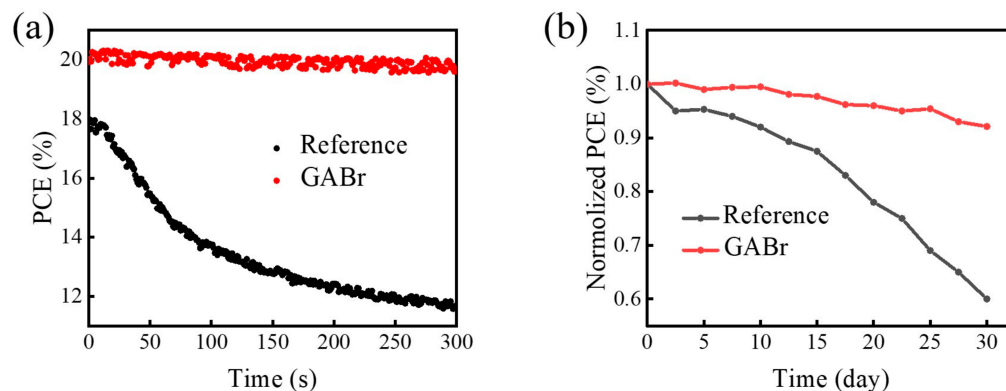 (a)
PCE (%)
20
18
16
14
12
Reference
GABr
0 50 100 150 200 250 300
Time (s)
(b)
Normolized PCE (%)
1.1
1.0
0.9
0.8
0.7
0.6
Reference
GABr
0 5 10 15 20 25 30
Time (day)